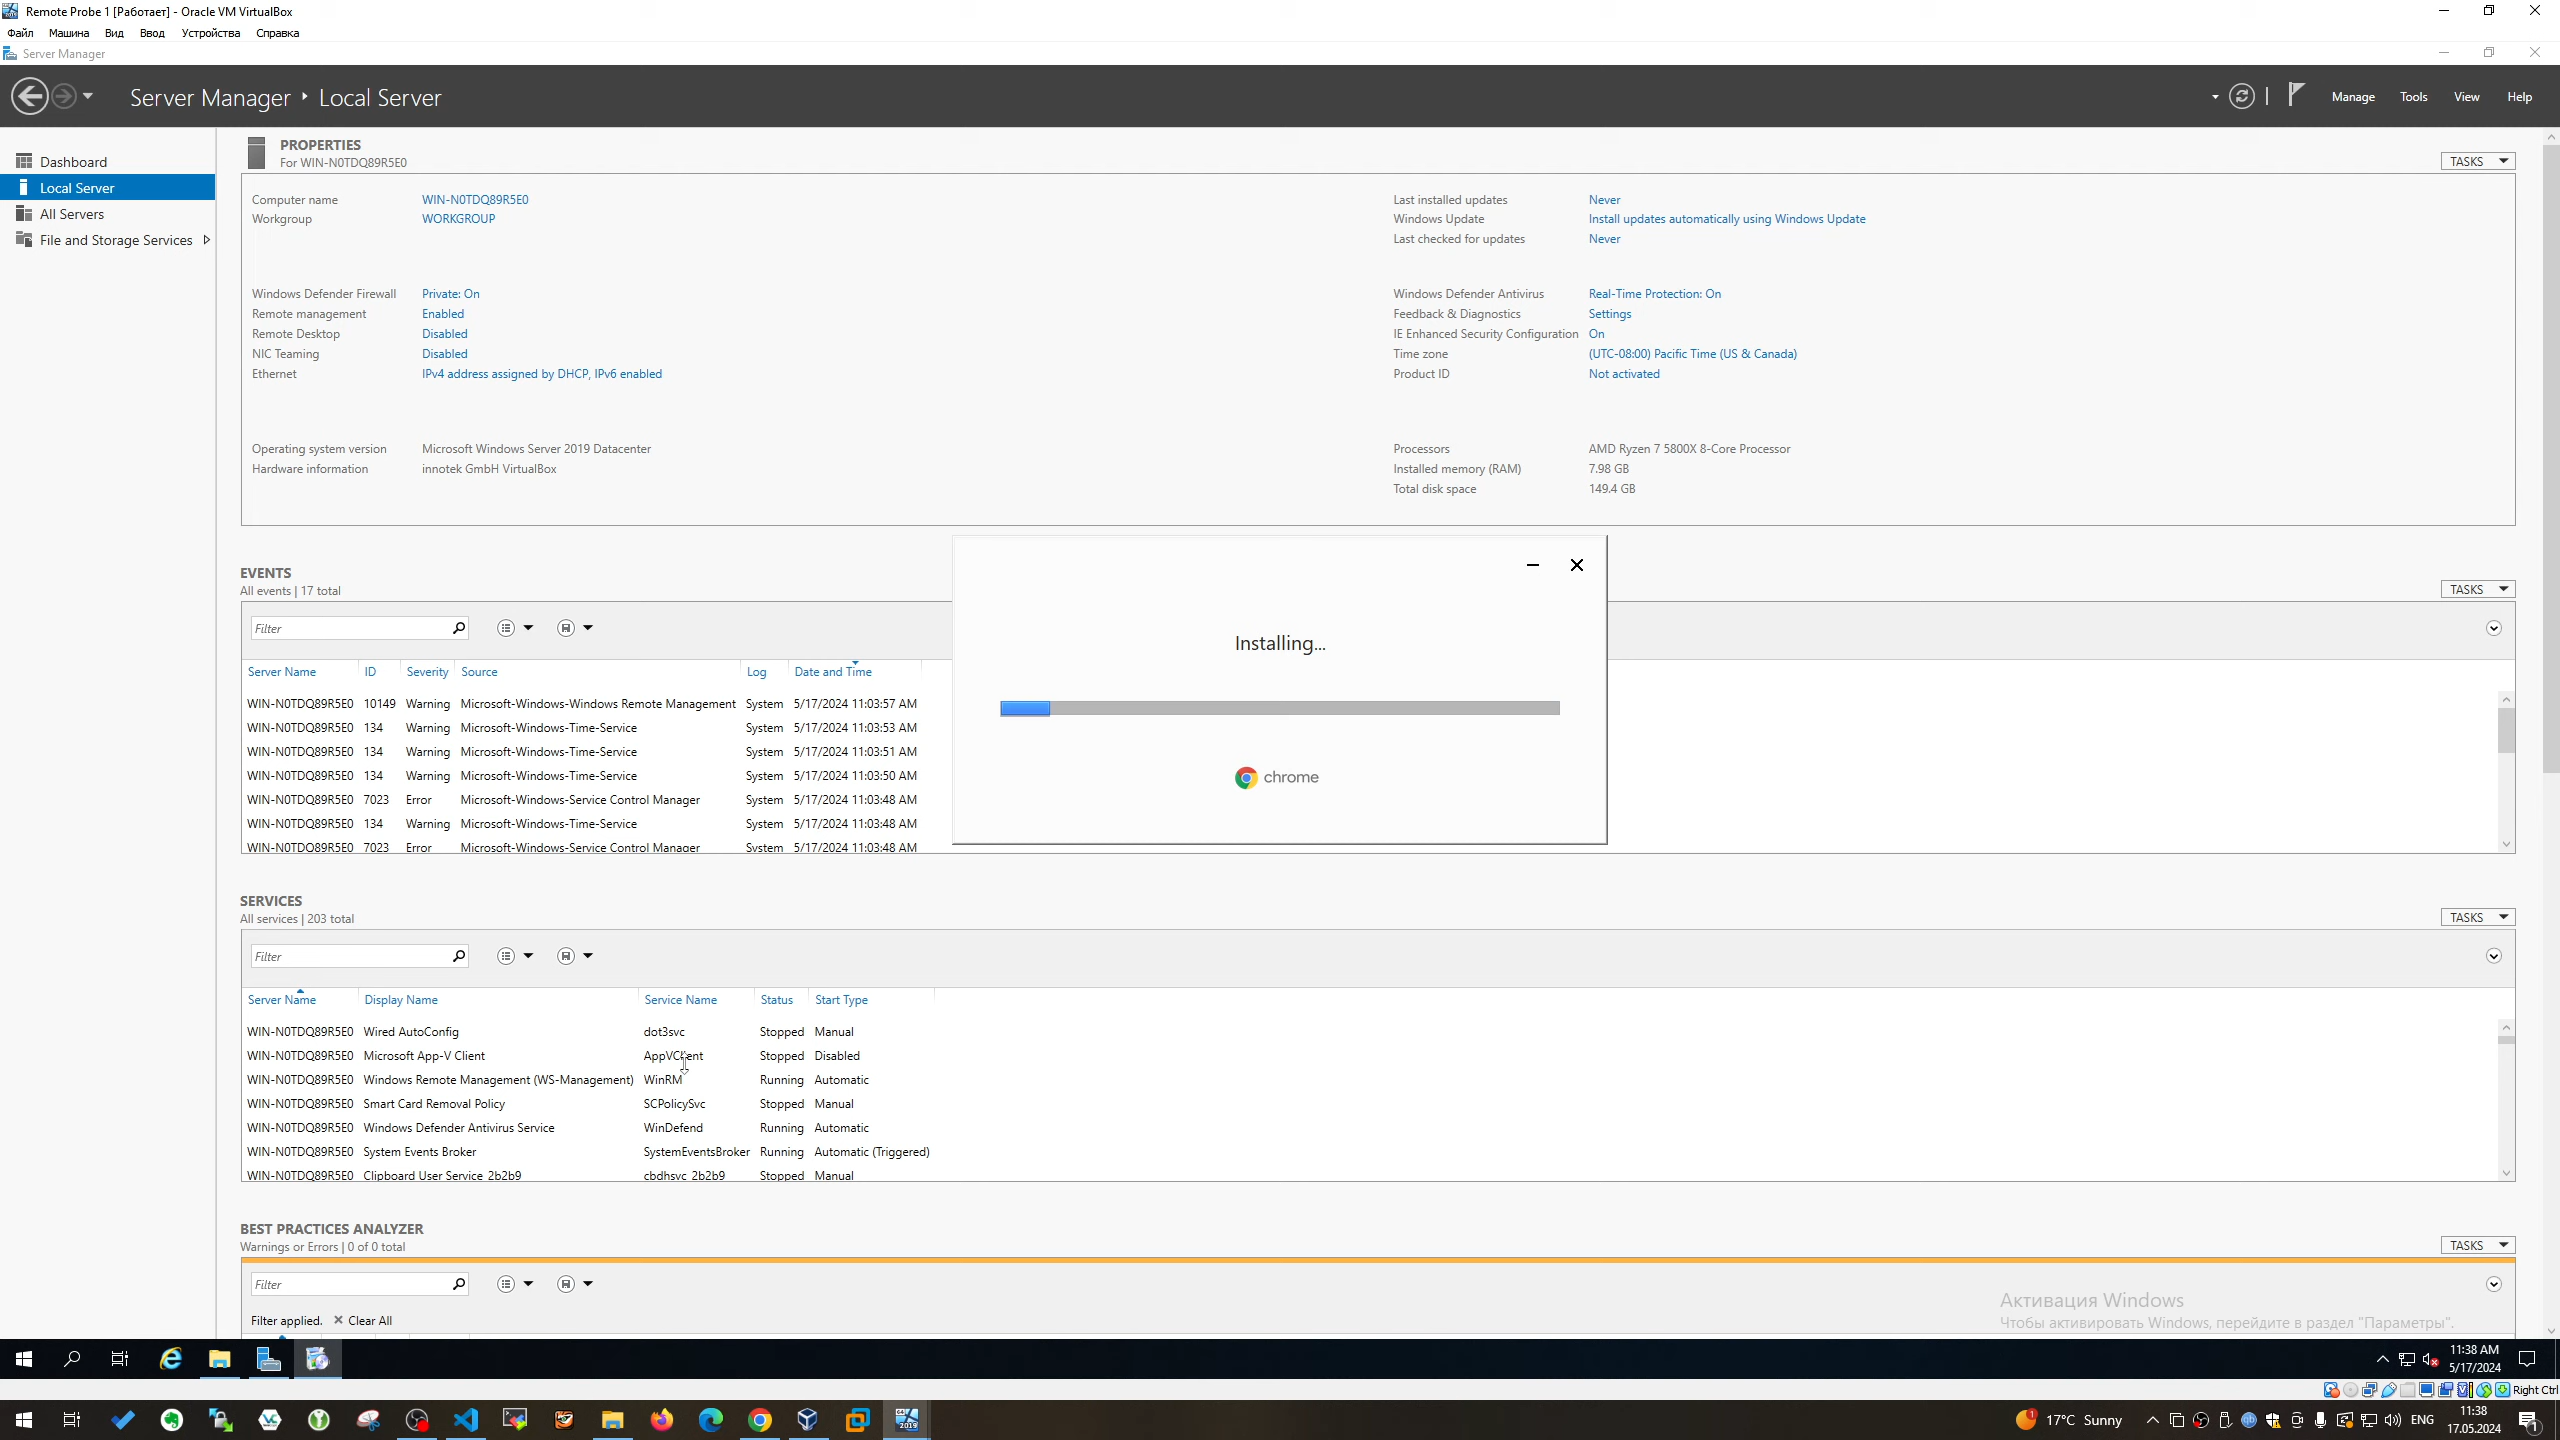 Remote Probe 1 [Работает] - Oracle VM VirtualBox
Файл Машина Вид Ввод Устройства Справка
Server Manager
Server Manager ‣ Local Server
Manage Tools View Help
Dashboard
Local Server
All Servers
File and Storage Services
PROPERTIES
For WIN-N0TDQ89R5E0
TASKS
Computer name WIN-N0TDQ89R5E0
Workgroup WORKGROUP
Last installed updates Never
Windows Update Install updates automatically using Windows Update
Last checked for updates Never
Windows Defender Firewall Private: On
Remote management Enabled
Remote Desktop Disabled
NIC Teaming Disabled
Ethernet IPv4 address assigned by DHCP, IPv6 enabled
Windows Defender Antivirus Real-Time Protection: On
Feedback & Diagnostics Settings
IE Enhanced Security Configuration On
Time zone (UTC-08:00) Pacific Time (US & Canada)
Product ID Not activated
Operating system version Microsoft Windows Server 2019 Datacenter
Hardware information innotek GmbH VirtualBox
Processors AMD Ryzen 7 5800X 8-Core Processor
Installed memory (RAM) 7.98 GB
Total disk space 149.4 GB
EVENTS
All events | 17 total
TASKS
Filter
Server Name ID Severity Source Log Date and Time
WIN-N0TDQ89R5E0 10149 Warning Microsoft-Windows-Windows Remote Management System 5/17/2024 11:03:57 AM
WIN-N0TDQ89R5E0 134 Warning Microsoft-Windows-Time-Service System 5/17/2024 11:03:53 AM
WIN-N0TDQ89R5E0 134 Warning Microsoft-Windows-Time-Service System 5/17/2024 11:03:51 AM
WIN-N0TDQ89R5E0 134 Warning Microsoft-Windows-Time-Service System 5/17/2024 11:03:50 AM
WIN-N0TDQ89R5E0 7023 Error Microsoft-Windows-Service Control Manager System 5/17/2024 11:03:48 AM
WIN-N0TDQ89R5E0 134 Warning Microsoft-Windows-Time-Service System 5/17/2024 11:03:48 AM
WIN-N0TDQ89R5E0 7023 Error Microsoft-Windows-Service Control Manager System 5/17/2024 11:03:48 AM
Installing...
chrome
SERVICES
All services | 203 total
TASKS
Filter
Server Name Display Name Service Name Status Start Type
WIN-N0TDQ89R5E0 Wired AutoConfig dot3svc Stopped Manual
WIN-N0TDQ89R5E0 Microsoft App-V Client AppVClient Stopped Disabled
WIN-N0TDQ89R5E0 Windows Remote Management (WS-Management) WinRM Running Automatic
WIN-N0TDQ89R5E0 Smart Card Removal Policy SCPolicySvc Stopped Manual
WIN-N0TDQ89R5E0 Windows Defender Antivirus Service WinDefend Running Automatic
WIN-N0TDQ89R5E0 System Events Broker SystemEventsBroker Running Automatic (Triggered)
WIN-N0TDQ89R5E0 Clipboard User Service_2b2b9 cbdhsvc_2b2b9 Stopped Manual
BEST PRACTICES ANALYZER
Warnings or Errors | 0 of 0 total
TASKS
Filter
Filter applied. Clear All
Активация Windows
Чтобы активировать Windows, перейдите в раздел "Параметры".
11:38 AM
5/17/2024
Right Ctrl
17°C Sunny
ENG
11:38
17.05.2024